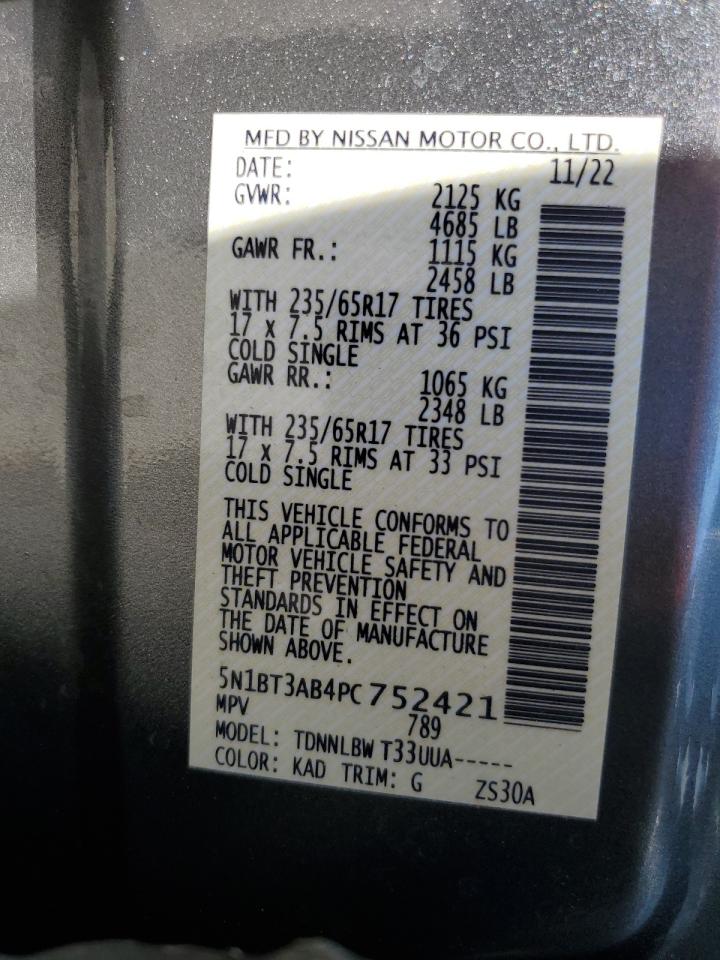 MFD BY NISSAN MOTOR CO., LTD.
DATE: 11/22
GVWR: 2125 KG
4685 LB
GAWR FR.: 1115 KG
2458 LB
WITH 235/65R17 TIRES
17 x 7.5 RIMS AT 36 PSI
COLD SINGLE
GAWR RR.: 1065 KG
2348 LB
WITH 235/65R17 TIRES
17 x 7.5 RIMS AT 33 PSI
COLD SINGLE
THIS VEHICLE CONFORMS TO
ALL APPLICABLE FEDERAL
MOTOR VEHICLE SAFETY AND
THEFT PREVENTION
STANDARDS IN EFFECT ON
THE DATE OF MANUFACTURE
SHOWN ABOVE.
5N1BT3AB4PC752421
MPV 789
MODEL: TDNNLBW T33UUA-----
COLOR: KAD TRIM: G ZS30A